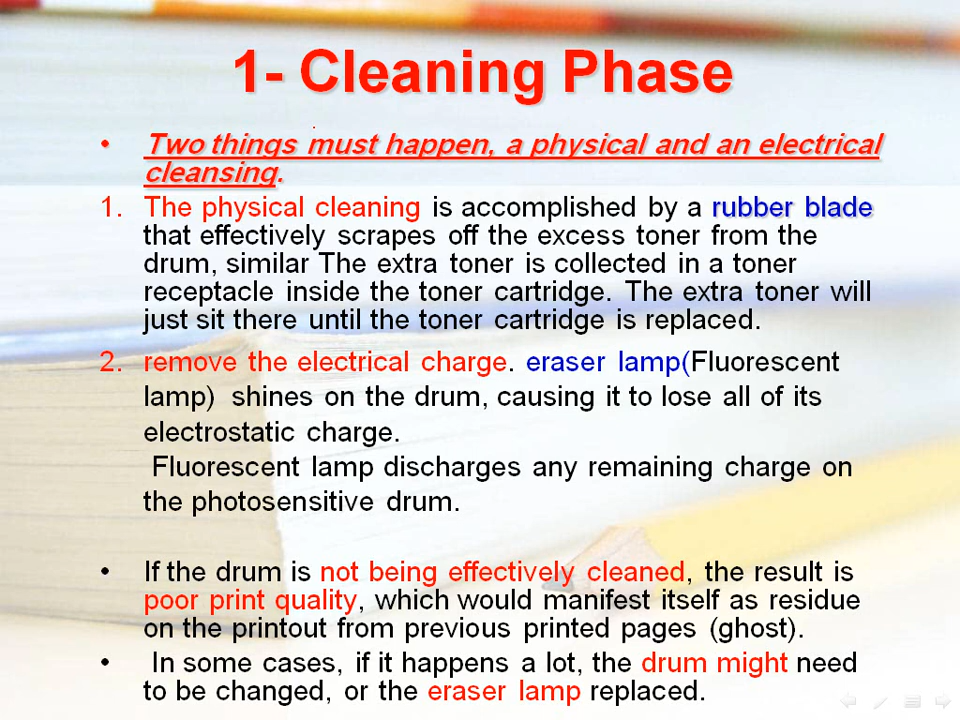 1- Cleaning Phase
• Two things must happen, a physical and an electrical
cleansing.
1. The physical cleaning is accomplished by a rubber blade
that effectively scrapes off the excess toner from the
drum, similar The extra toner is collected in a toner
receptacle inside the toner cartridge. The extra toner will
just sit there until the toner cartridge is replaced.
2. remove the electrical charge. eraser lamp(Fluorescent
lamp) shines on the drum, causing it to lose all of its
electrostatic charge.
Fluorescent lamp discharges any remaining charge on
the photosensitive drum.
• If the drum is not being effectively cleaned, the result is
poor print quality, which would manifest itself as residue
on the printout from previous printed pages (ghost).
• In some cases, if it happens a lot, the drum might need
to be changed, or the eraser lamp replaced.